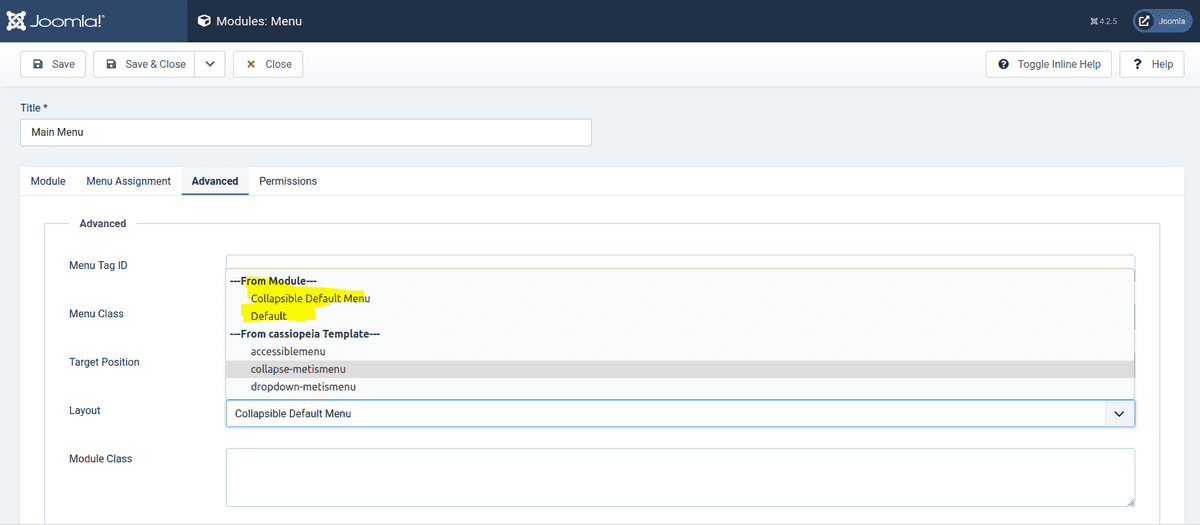 Joomla!®
Modules: Menu
4.2.5
Joomla
Save
Save & Close
Close
Toggle Inline Help
? Help
Title *
Main Menu
Module
Menu Assignment
Advanced
Permissions
Advanced
Menu Tag ID
---From Module---
Collapsible Default Menu
Menu Class
Default
---From cassiopeia Template---
accessiblemenu
Target Position
collapse-metismenu
dropdown-metismenu
Layout
Collapsible Default Menu
Module Class